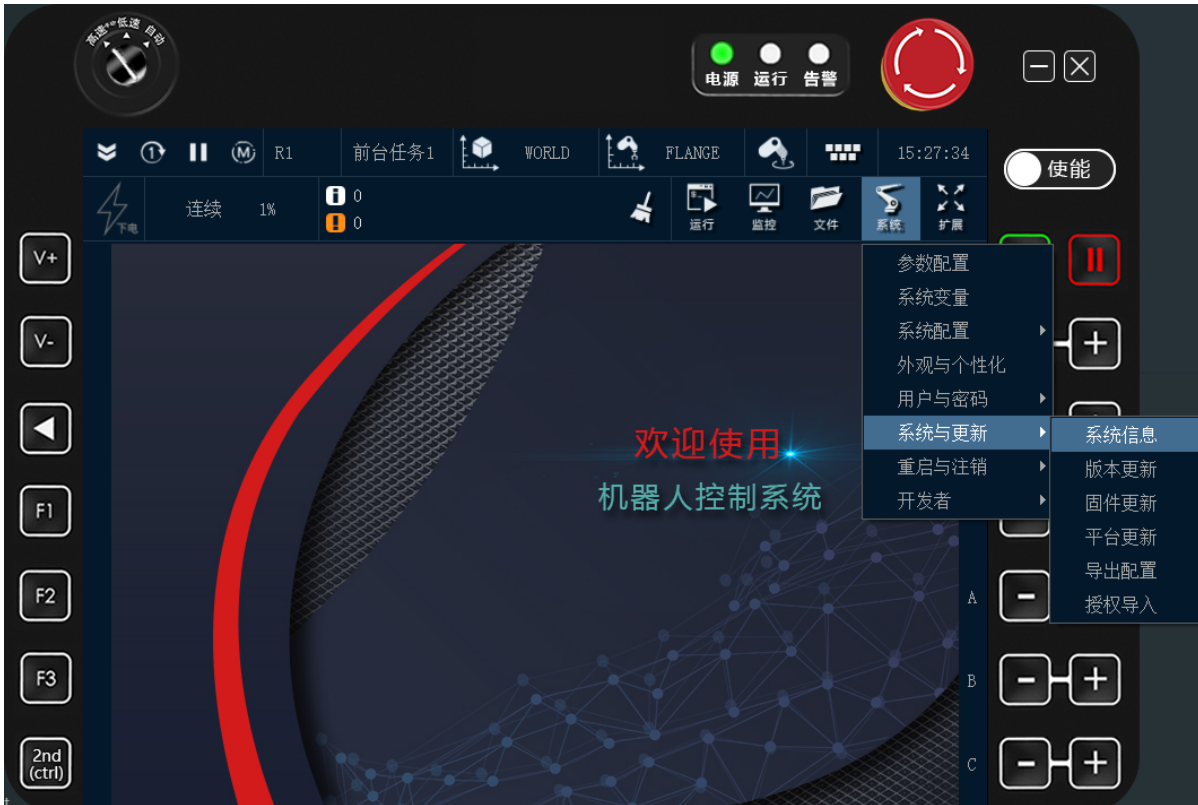 高速 低速 自动
电源 运行 告警
R1 前台任务1 WORLD FLANGE 15:27:34
使能
下电 连续 1% 0
0
运行 监控 文件 系统 扩展
V+
参数配置
系统变量
V-
系统配置
外观与个性化
用户与密码
系统与更新
系统信息
重启与注销
版本更新
开发者
固件更新
平台更新
导出配置
授权导入
欢迎使用
机器人控制系统
F1
F2
A
F3
B
2nd
(ctrl)
C